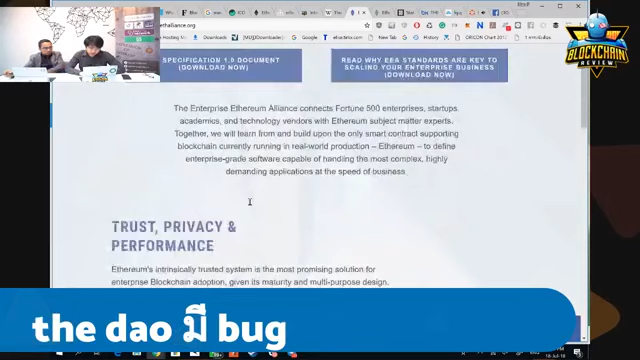 ethalliance.org
New Tab
Google
SPECIFICATION 1.0 DOCUMENT
(DOWNLOAD NOW)
READ WHY EEA STANDARDS ARE KEY TO
SCALING YOUR ENTERPRISE BUSINESS
(DOWNLOAD NOW)
BLOCKCHAIN
REVIEW
The Enterprise Ethereum Alliance connects Fortune 500 enterprises, startups,
academics, and technology vendors with Ethereum subject matter experts.
Together, we will learn from and build upon the only smart contract supporting
blockchain currently running in real-world production – Ethereum – to define
enterprise-grade software capable of handling the most complex, highly
demanding applications at the speed of business.
TRUST, PRIVACY &
PERFORMANCE
Ethereum's intrinsically trusted system is the most promising solution for
enterprise Blockchain adoption, given its maturity and multi-purpose design.
the dao มี bug